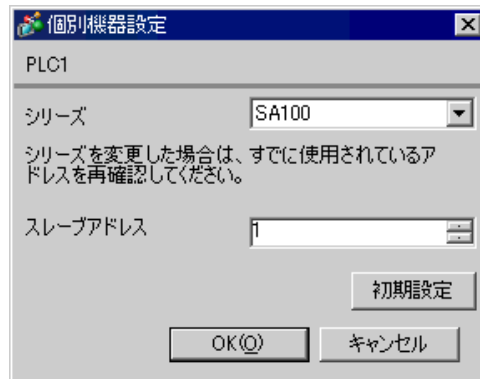 個別機器設定
PLC1
シリーズ
SA100
シリーズを変更した場合は、すでに使用されているア
ドレスを再確認してください。
スレーブアドレス
1
初期設定
OK(O)
キャンセル